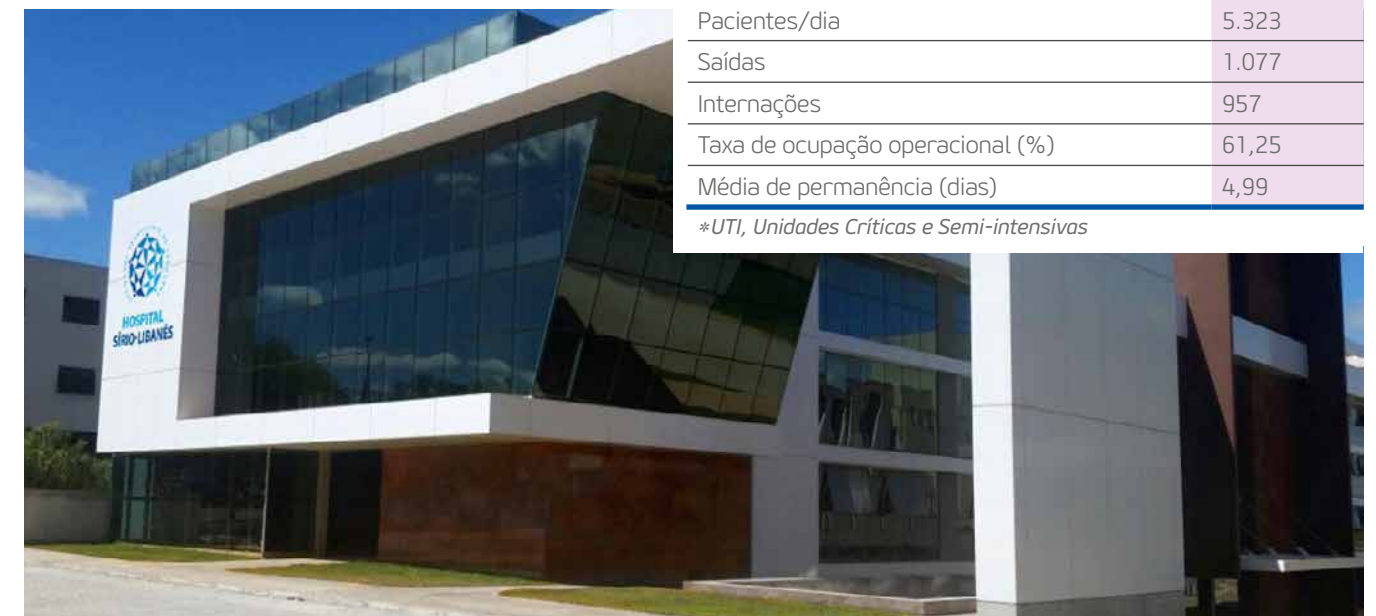 Pacientes/dia 5.323
Saídas 1.077
Internações 957
Taxa de ocupação operacional (%) 61,25
Média de permanência (dias) 4,99
*UTI, Unidades Críticas e Semi-intensivas
HOSPITAL
SÍRIO-LIBANÊS